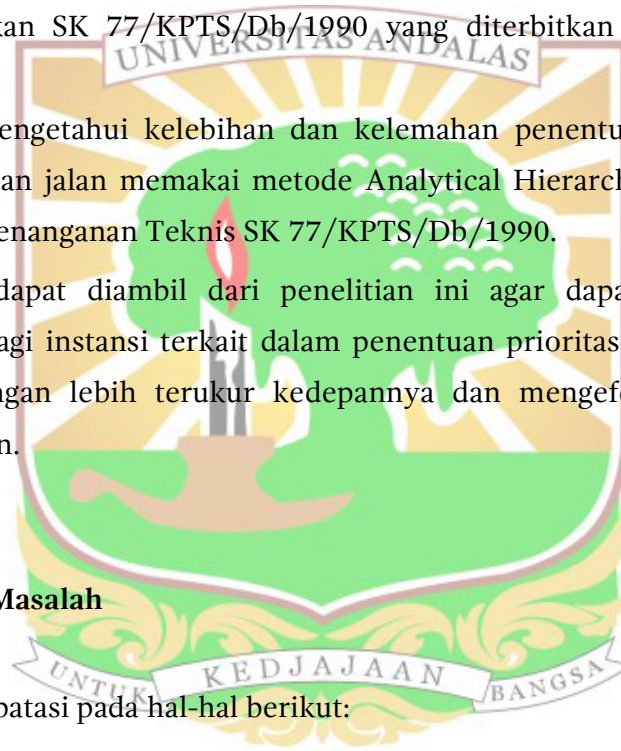 kan SK 77/KPTS/Db/1990 yang diterbitkan
UNIVERSITAS ANDALAS
engetahui kelebihan dan kelemahan penentu
an jalan memakai metode Analytical Hierarch
enanganan Teknis SK 77/KPTS/Db/1990.
dapat diambil dari penelitian ini agar dapa
agi instansi terkait dalam penentuan prioritas
ngan lebih terukur kedepannya dan mengef
n.
Masalah
UNTUK KEDJAJAAN BANGSA
batasi pada hal-hal berikut: